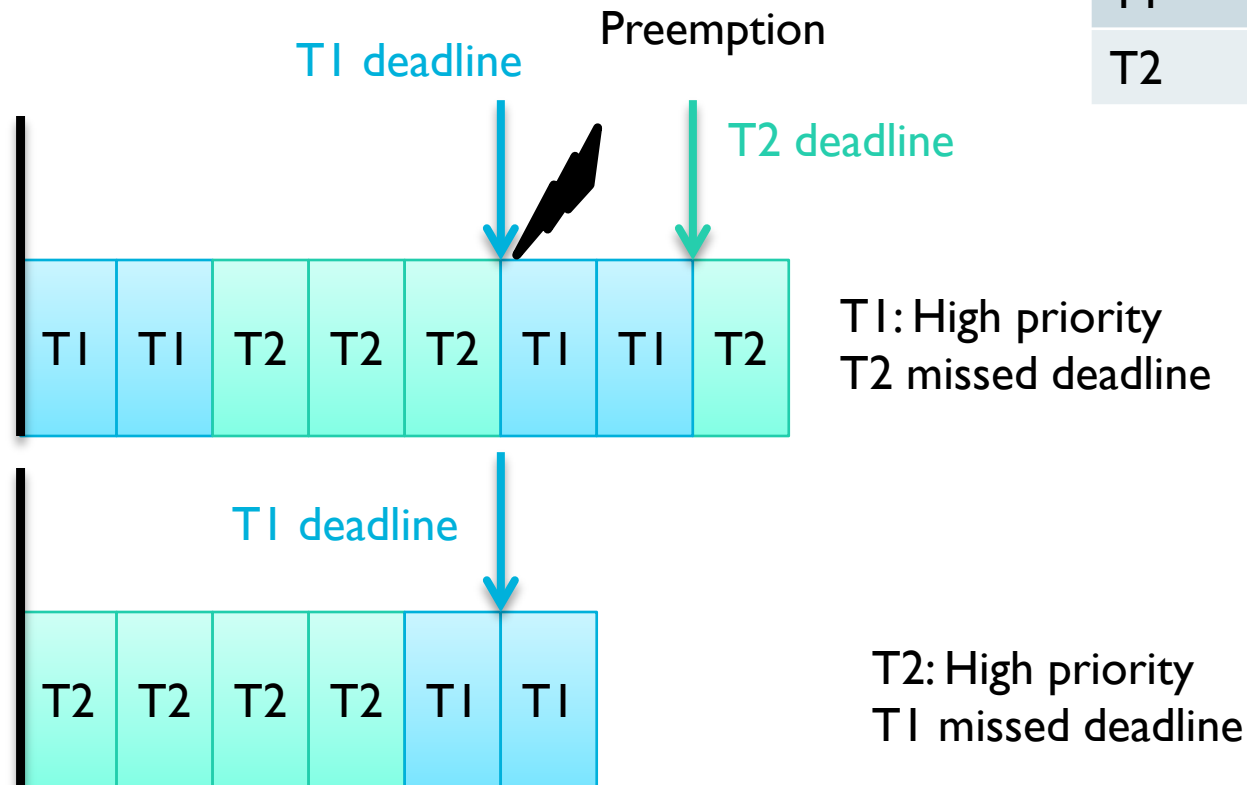 Preemption
T1 deadline
T2
T2 deadline
T1 T1 T2 T2 T2 T1 T1 T2
T1: High priority
T2 missed deadline
T1 deadline
T2 T2 T2 T2 T1 T1
T2: High priority
T1 missed deadline